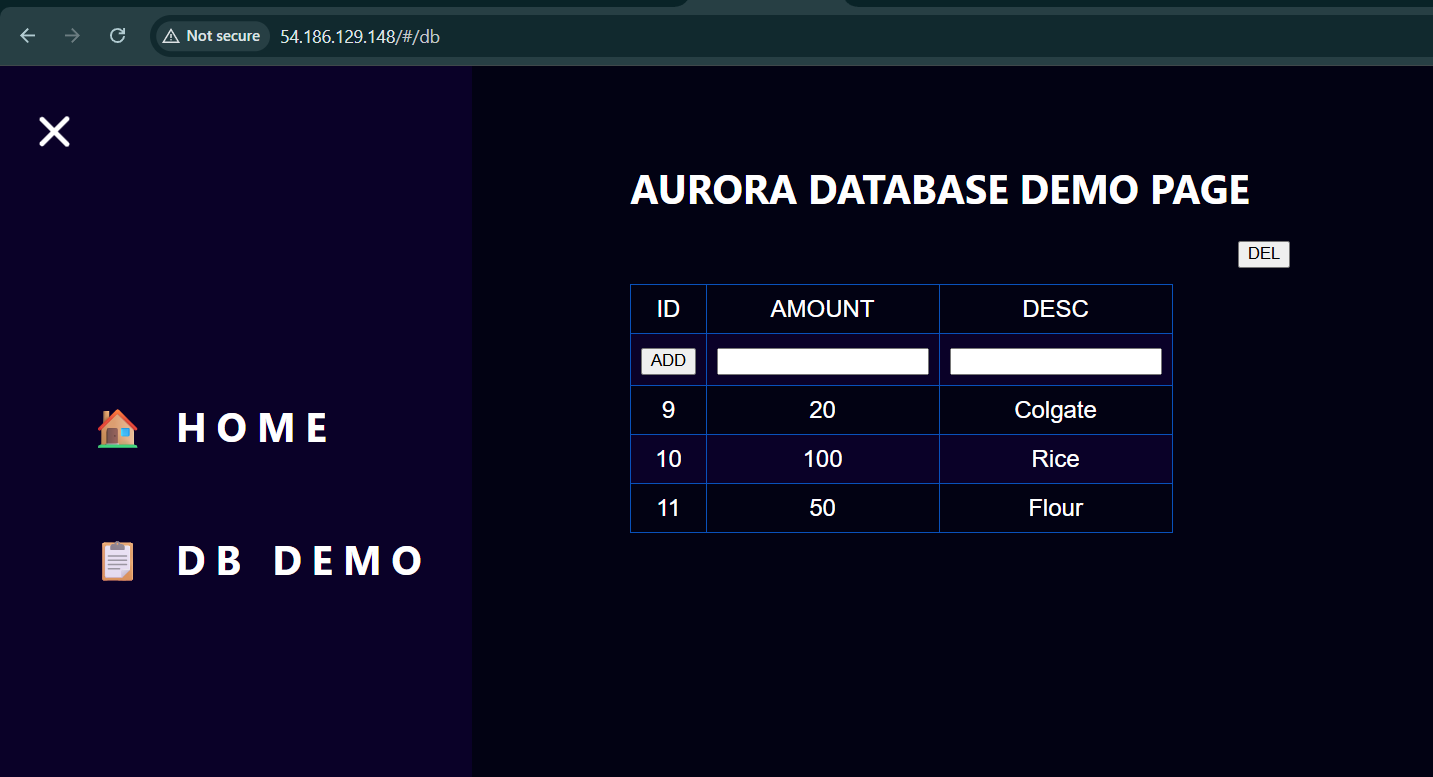 Not secure 54.186.129.148/#/db
AURORA DATABASE DEMO PAGE
DEL
ID AMOUNT DESC
ADD
9 20 Colgate
10 100 Rice
11 50 Flour
HOME
DB DEMO